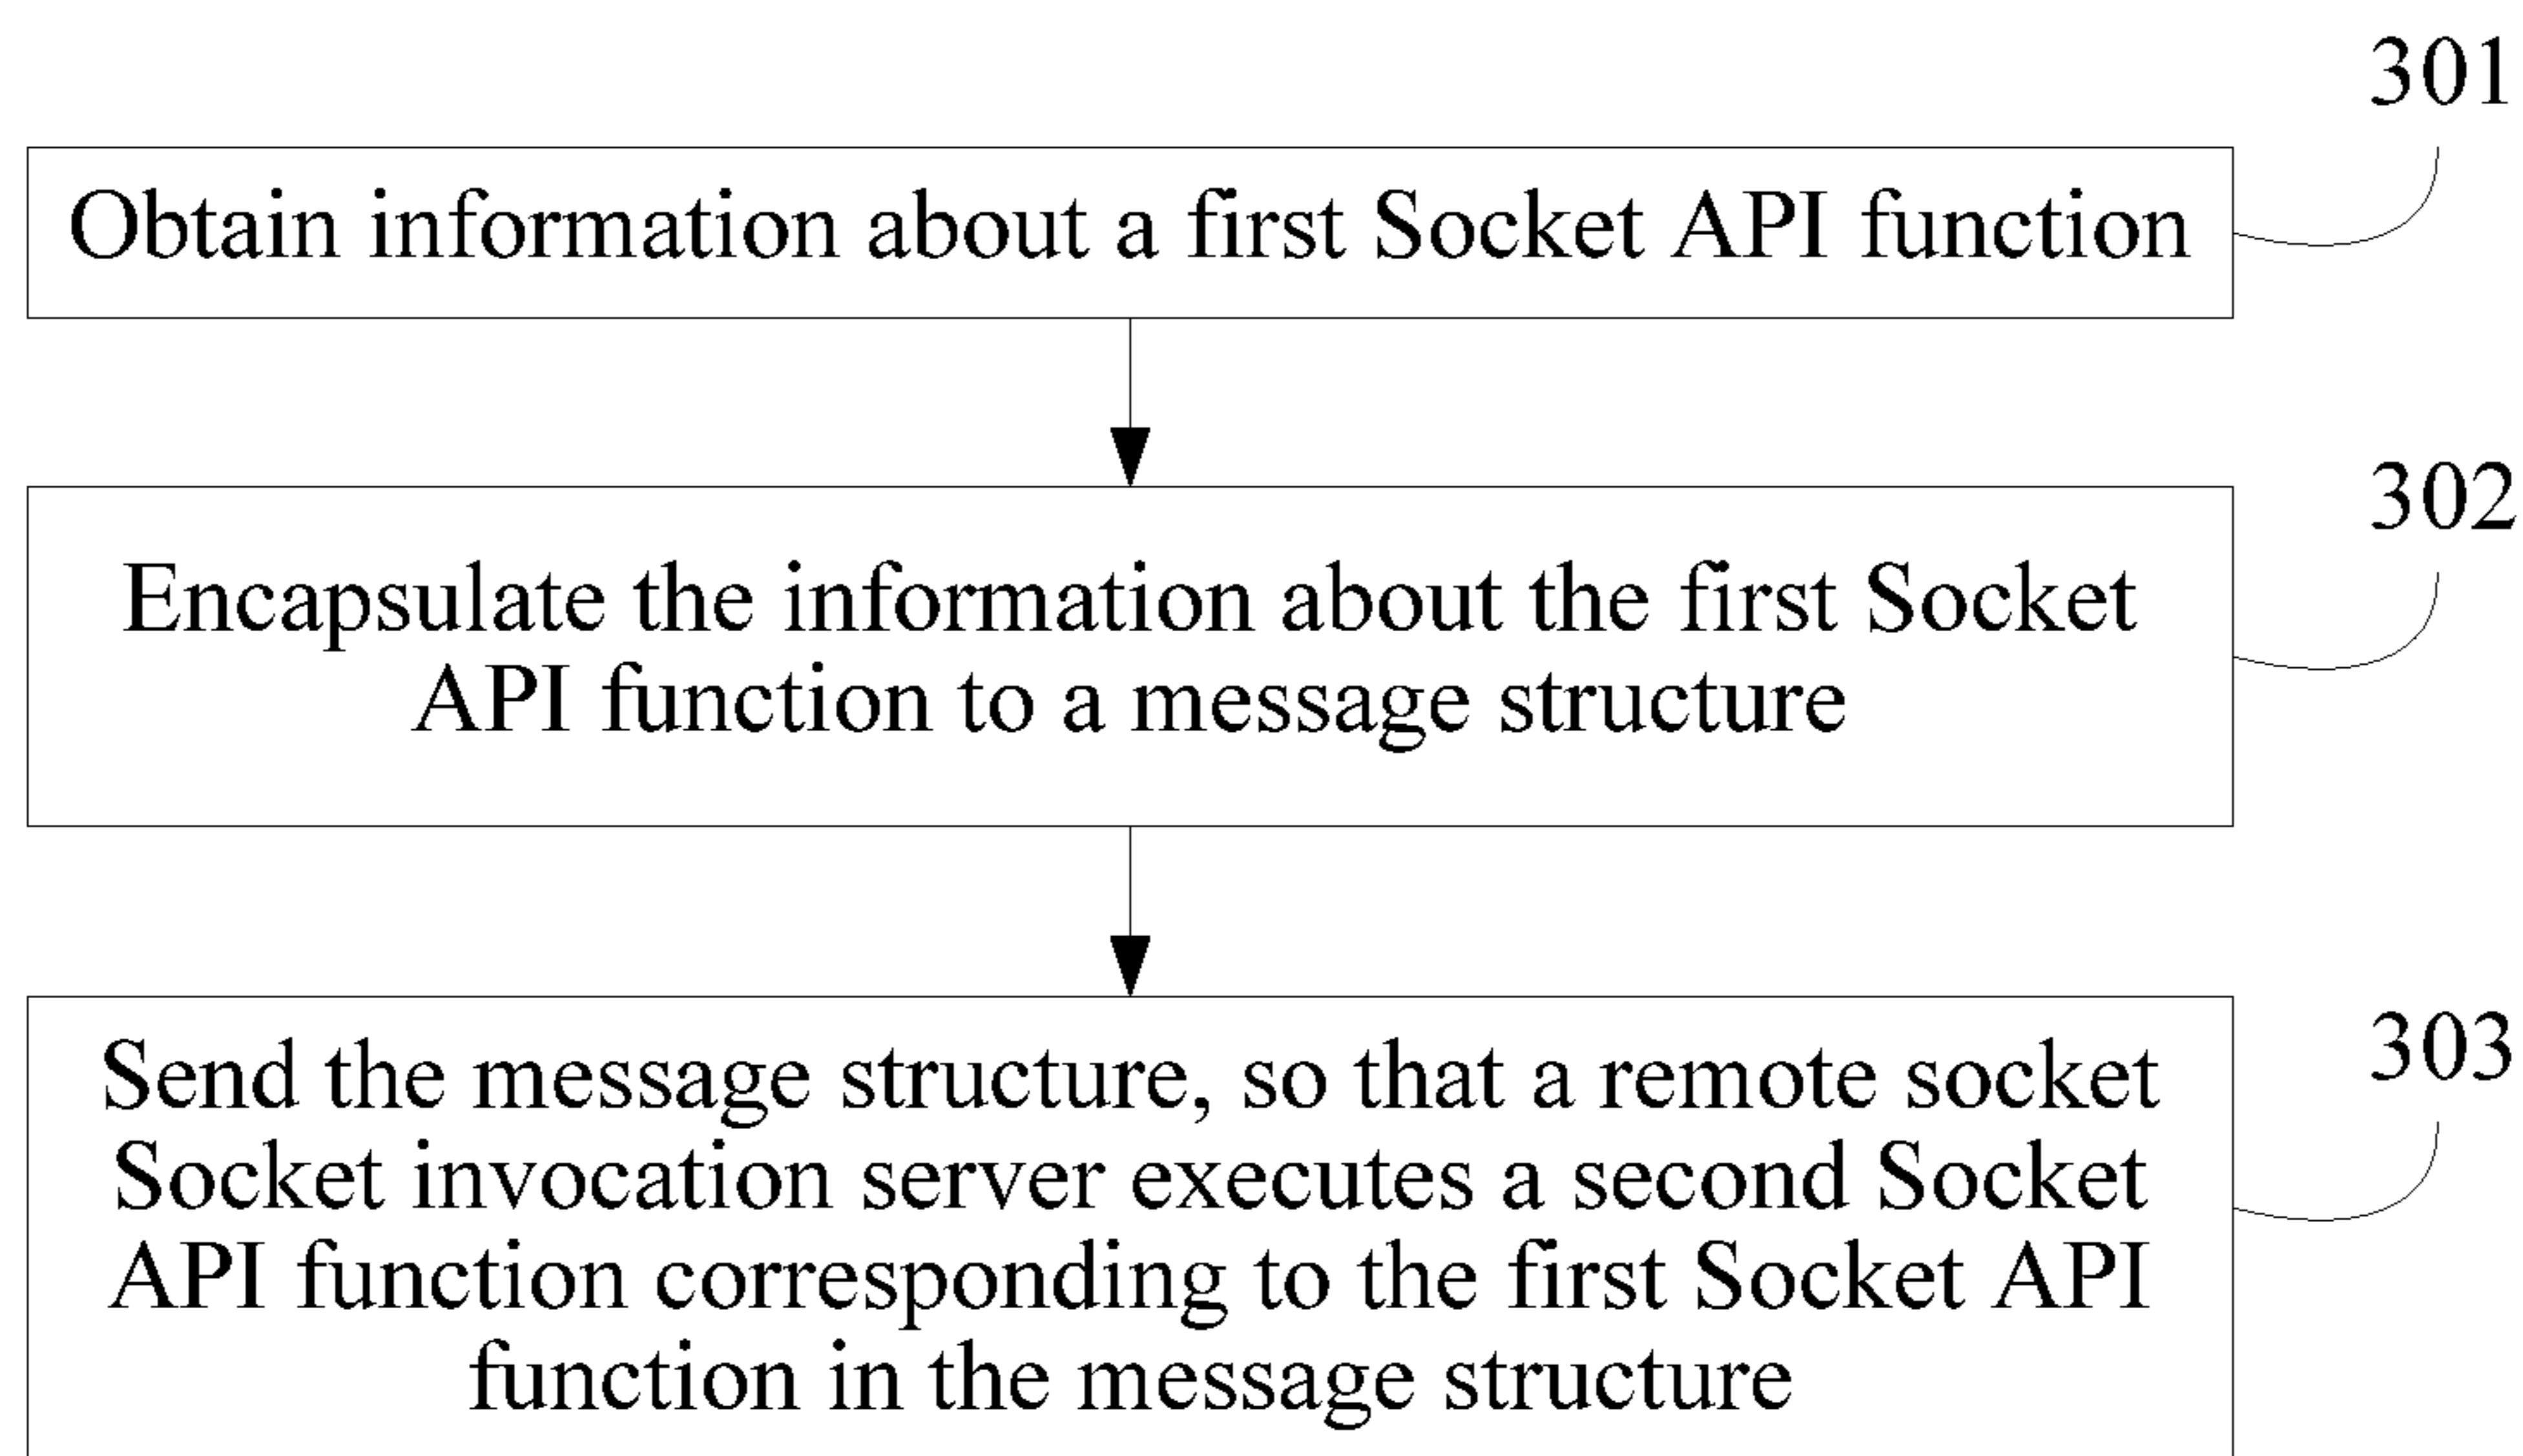 301
Obtain information about a first Socket API function
302
Encapsulate the information about the first Socket
API function to a message structure
303
Send the message structure, so that a remote socket
Socket invocation server executes a second Socket
API function corresponding to the first Socket API
function in the message structure